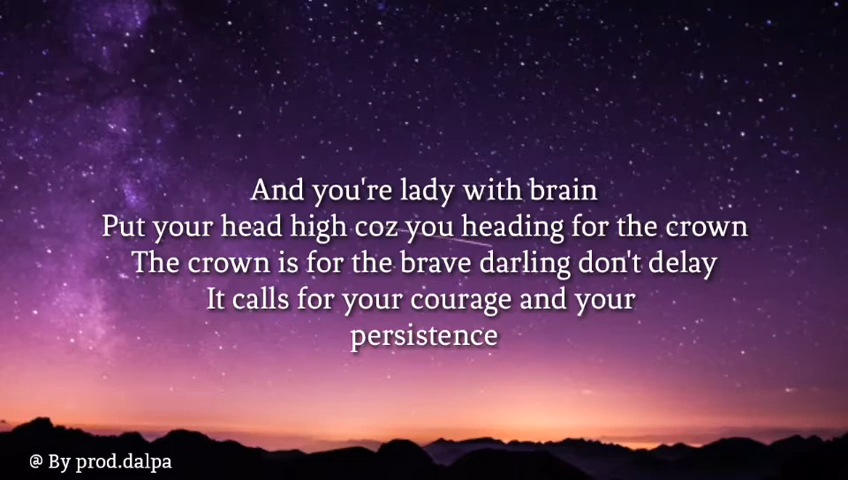 And you're lady with brain
Put your head high coz you heading for the crown
The crown is for the brave darling don't delay
It calls for your courage and your
persistence
@ By prod.dalpa